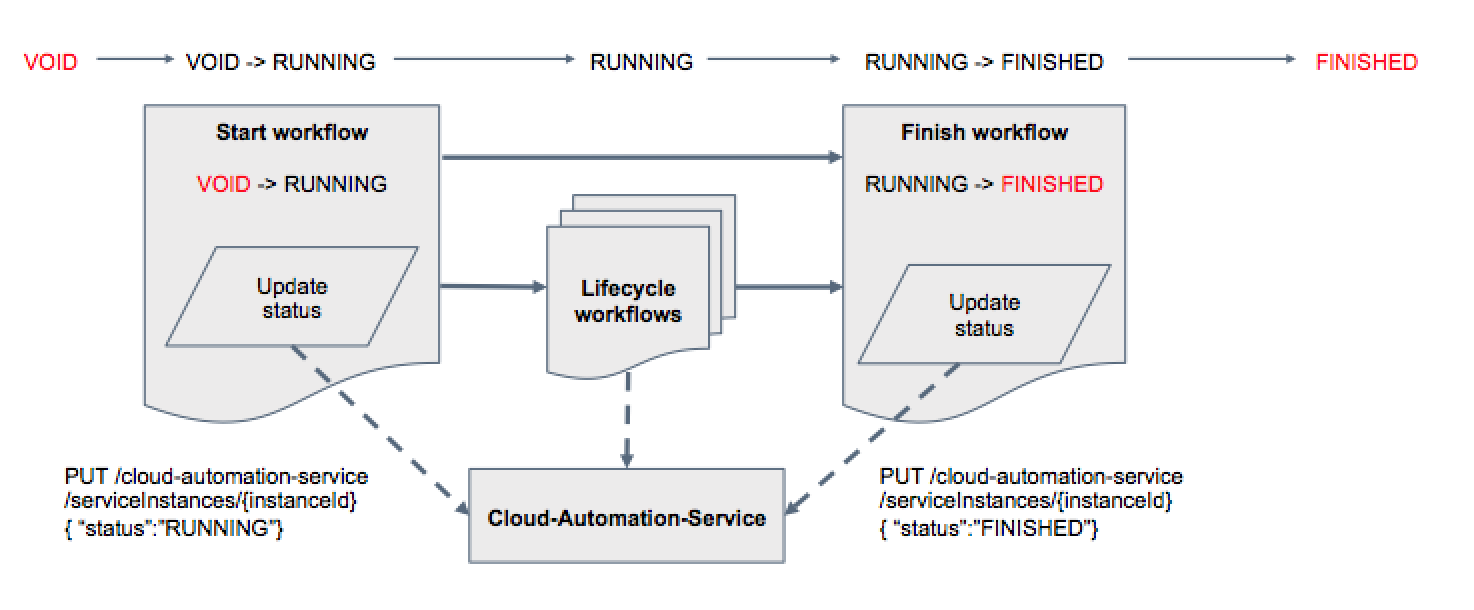 VOID
VOID -> RUNNING
RUNNING
RUNNING -> FINISHED
FINISHED
Start workflow
VOID -> RUNNING
Update
status
Lifecycle
workflows
Finish workflow
RUNNING -> FINISHED
Update
status
PUT /cloud-automation-service
/serviceInstances/{instanceId}
{ “status”:”RUNNING”}
Cloud-Automation-Service
PUT /cloud-automation-service
/serviceInstances/{instanceId}
{ “status”:”FINISHED”}